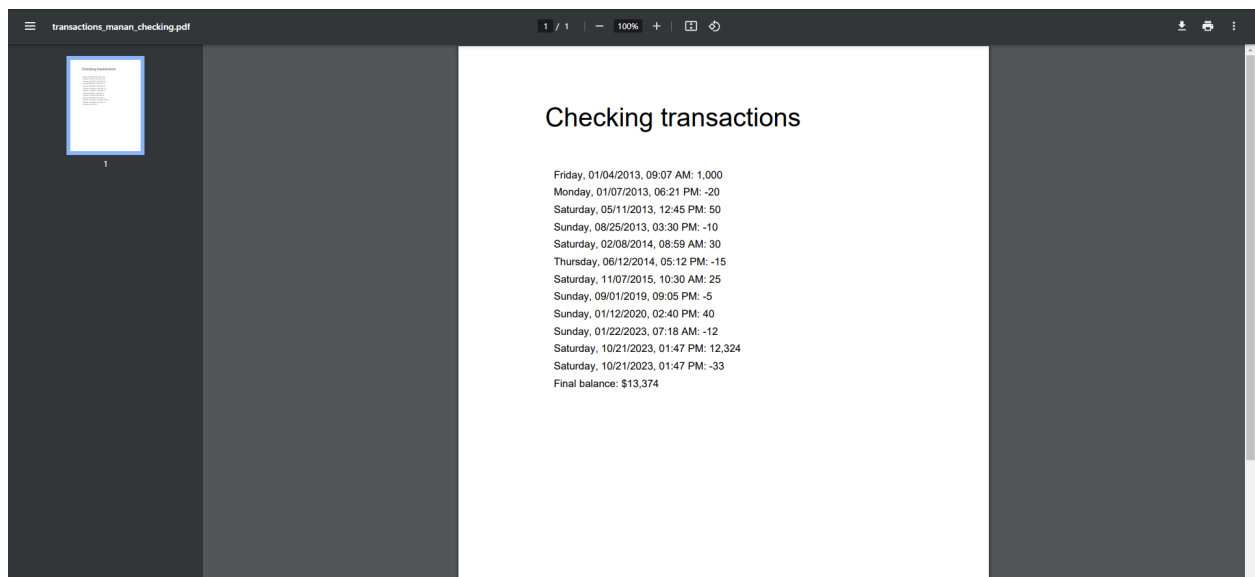 transactions_manan_checking.pdf
1 / 1
100%
1
Checking transactions
Friday, 01/04/2013, 09:07 AM: 1,000
Monday, 01/07/2013, 06:21 PM: -20
Saturday, 05/11/2013, 12:45 PM: 50
Sunday, 08/25/2013, 03:30 PM: -10
Saturday, 02/08/2014, 08:59 AM: 30
Thursday, 06/12/2014, 05:12 PM: -15
Saturday, 11/07/2015, 10:30 AM: 25
Sunday, 09/01/2019, 09:05 PM: -5
Sunday, 01/12/2020, 02:40 PM: 40
Sunday, 01/22/2023, 07:18 AM: -12
Saturday, 10/21/2023, 01:47 PM: 12,324
Saturday, 10/21/2023, 01:47 PM: -33
Final balance: $13,374